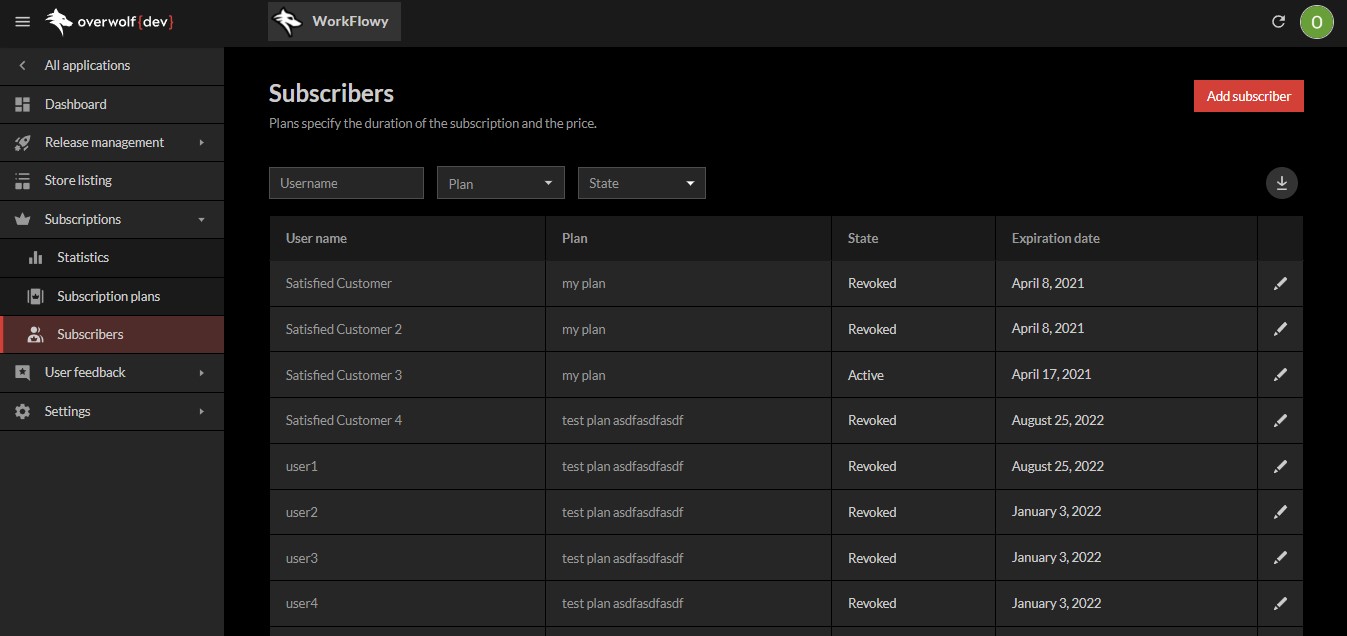 overwolf{dev}
WorkFlowy
O
All applications
Dashboard
Release management
Store listing
Subscriptions
Statistics
Subscription plans
Subscribers
User feedback
Settings
Subscribers
Add subscriber
Plans specify the duration of the subscription and the price.
Username Plan State
User name Plan State Expiration date
Satisfied Customer my plan Revoked April 8, 2021
Satisfied Customer 2 my plan Revoked April 8, 2021
Satisfied Customer 3 my plan Active April 17, 2021
Satisfied Customer 4 test plan asdfasdfasdf Revoked August 25, 2022
user1 test plan asdfasdfasdf Revoked August 25, 2022
user2 test plan asdfasdfasdf Revoked January 3, 2022
user3 test plan asdfasdfasdf Revoked January 3, 2022
user4 test plan asdfasdfasdf Revoked January 3, 2022